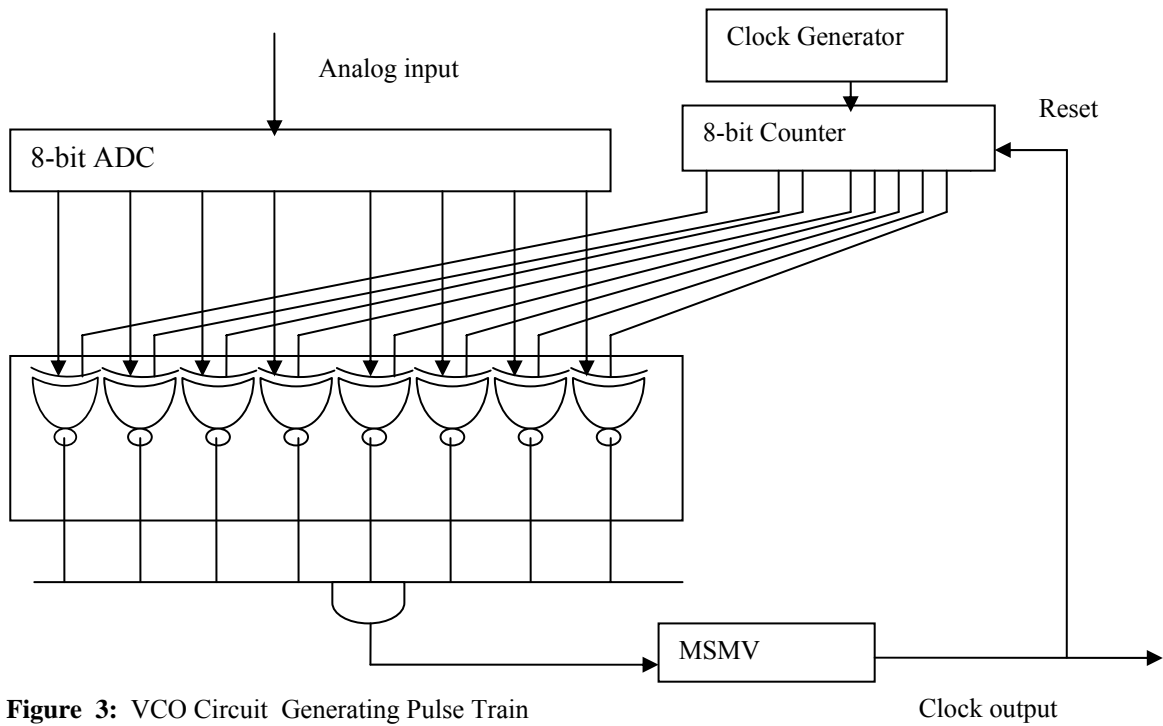 Clock Generator
Analog input
Reset
8-bit Counter
8-bit ADC
MSMV
Figure 3: VCO Circuit Generating Pulse Train
Clock output